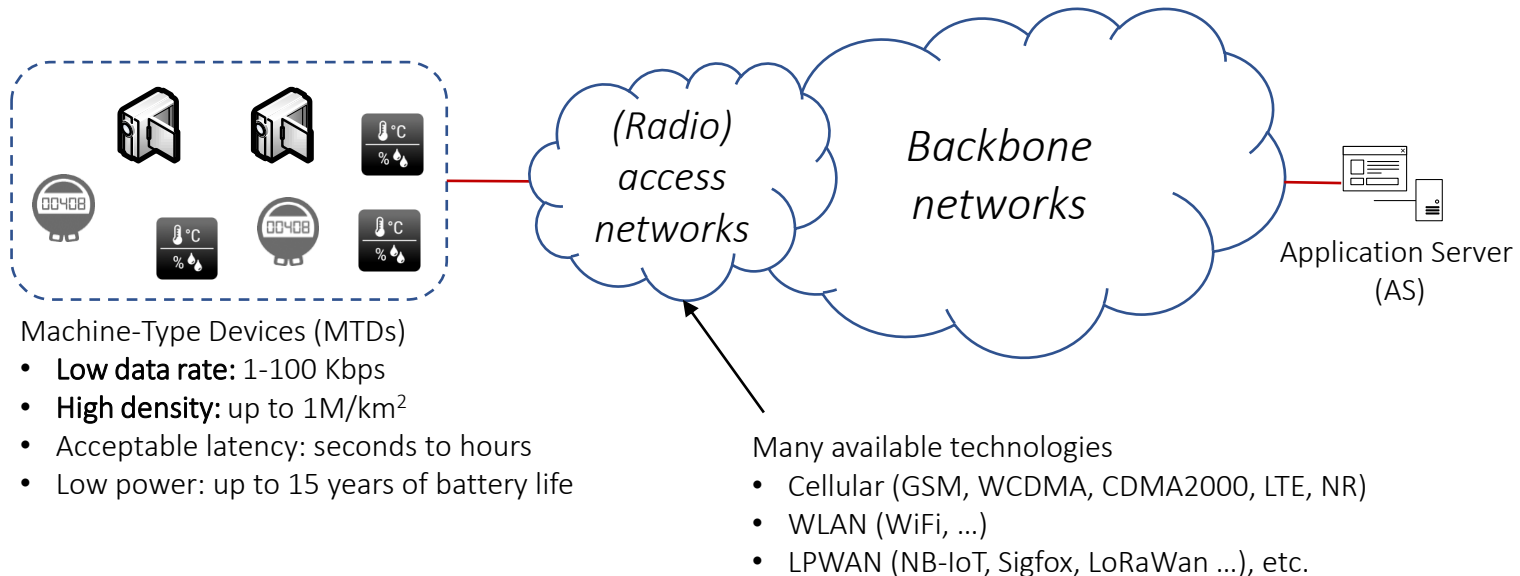 °C
%
00408
°C
%
00408
°C
%
(Radio)
access
networks
Backbone
networks
Application Server
(AS)
Machine-Type Devices (MTDs)
• Low data rate: 1-100 Kbps
• High density: up to 1M/km²
• Acceptable latency: seconds to hours
• Low power: up to 15 years of battery life
Many available technologies
• Cellular (GSM, WCDMA, CDMA2000, LTE, NR)
• WLAN (WiFi, …)
• LPWAN (NB-IoT, Sigfox, LoRaWan …), etc.